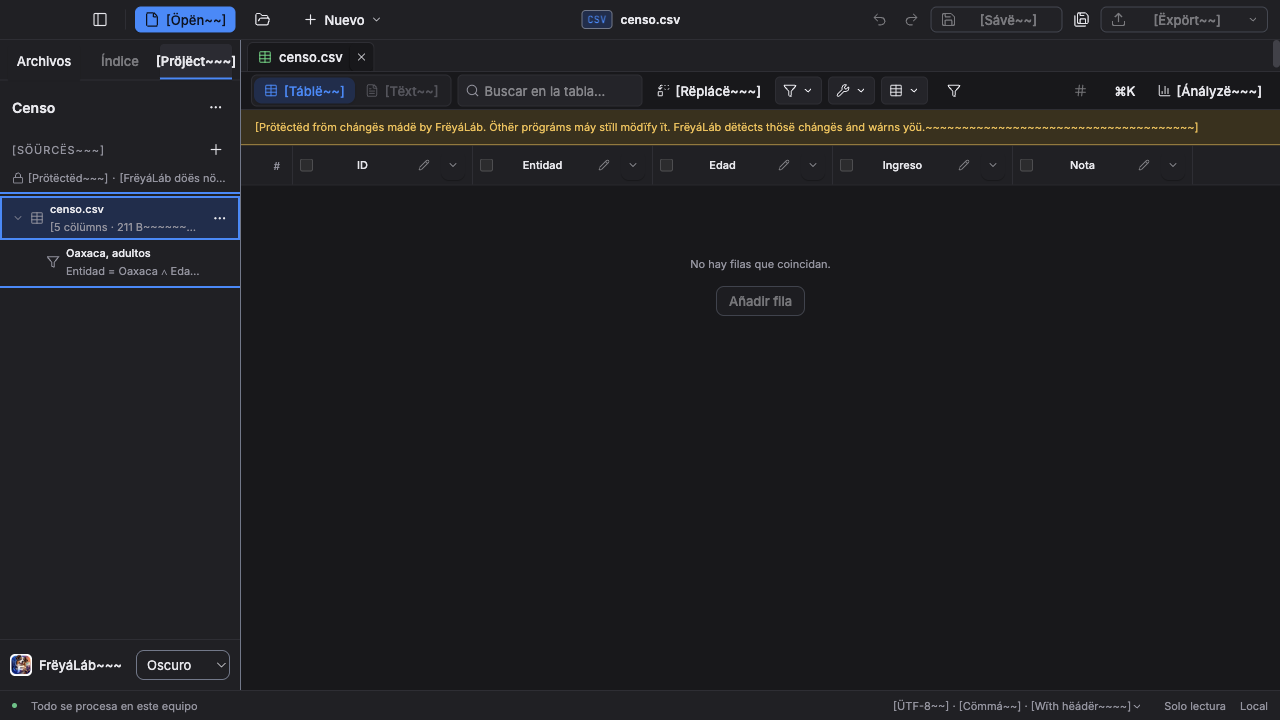 [Öpën~~]
Nuevo
CSV censo.csv
[Sávë~~]
[Ëxpört~~]
Archivos
Índice
[Pröjëct~~~]
censo.csv
[Táblë~~]
[Tëxt~~]
Buscar en la tabla...
[Rëplácë~~~]
#
⌘K
[Ánályzë~~~]
Censo
[Prötëctëd fröm chángës mádë by FrëyáLáb. Öthër prögráms máy stïll mödïfy ït. FrëyáLáb dëtëcts thösë chángës ánd wárns yöü.~~~~~~~~~~~~~~~~~~~~~~~~~~~~~~~~~~~~~]
[SÖÜRCËS~~~]
[Prötëctëd~~~] · [FrëyáLáb döës nö...
# ID Entidad Edad Ingreso Nota
censo.csv
[5 cölümns · 211 B~~~~~~...
Oaxaca, adultos
Entidad = Oaxaca ∧ Eda...
No hay filas que coincidan.
Añadir fila
FrëyáLáb~~~
Oscuro
Todo se procesa en este equipo
[ÜTF-8~~] · [Cömmá~~] · [Wïth hëádër~~~~]
Solo lectura
Local